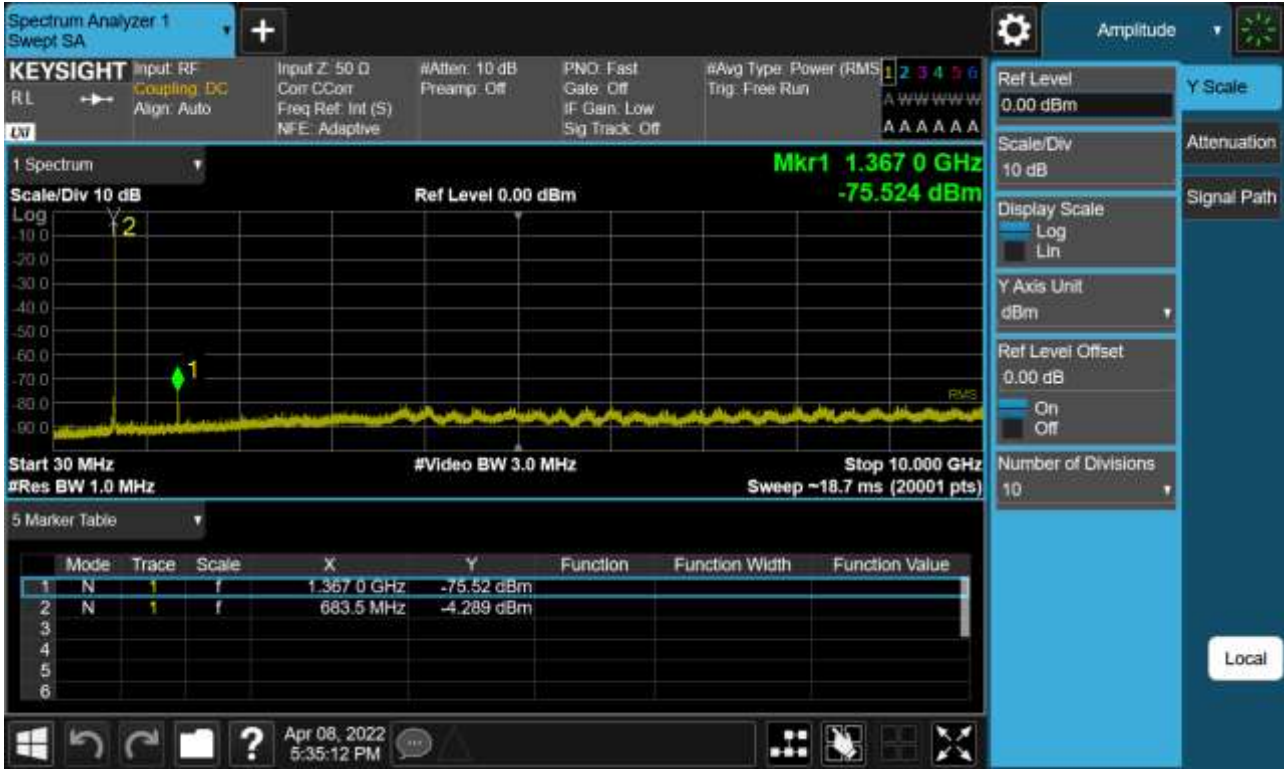 Spectrum Analyzer 1
Swept SA
+
Amplitude
KEYSIGHT
RL
LXI
Input: RF
Coupling: DC
Align: Auto
Input Z: 50 Ω
Corr CCorr
Freq Ref: Int (S)
NFE: Adaptive
#Atten: 10 dB
Preamp: Off
PNO: Fast
Gate: Off
IF Gain: Low
Sig Track: Off
#Avg Type: Power (RMS
Trig: Free Run
1 2 3 4 5 6
A W W W W W
A A A A A A
1 Spectrum
Mkr1 1.367 0 GHz
-75.524 dBm
Scale/Div 10 dB
Ref Level 0.00 dBm
Log
-10.0
-20.0
-30.0
-40.0
-50.0
-60.0
-70.0
-80.0
-90.0
2
1
RMS
Start 30 MHz
#Video BW 3.0 MHz
Stop 10.000 GHz
#Res BW 1.0 MHz
Sweep ~18.7 ms (20001 pts)
5 Marker Table
Mode Trace Scale X Y Function Function Width Function Value
1 N 1 f 1.367 0 GHz -75.52 dBm
2 N 1 f 683.5 MHz -4.289 dBm
3
4
5
6
Ref Level
0.00 dBm
Scale/Div
10 dB
Display Scale
Log
Lin
Y Axis Unit
dBm
Ref Level Offset
0.00 dB
On
Off
Number of Divisions
10
Y Scale
Attenuation
Signal Path
Local
?
Apr 08, 2022
5:35:12 PM